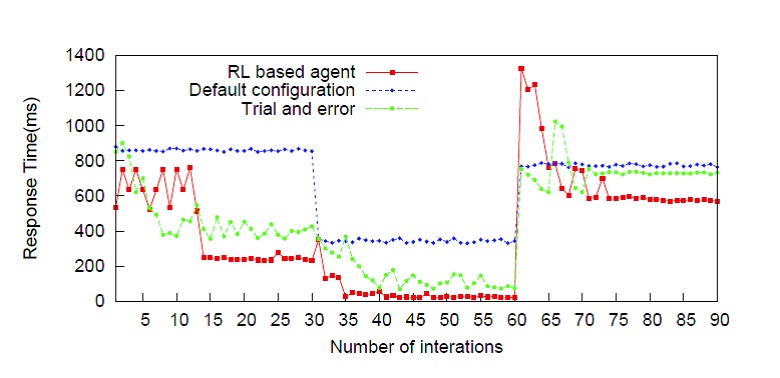 1400
1200
1000
800
600
400
200
0
Response Time(ms)
RL based agent
Default configuration
Trial and error
5 10 15 20 25 30 35 40 45 50 55 60 65 70 75 80 85 90
Number of interations